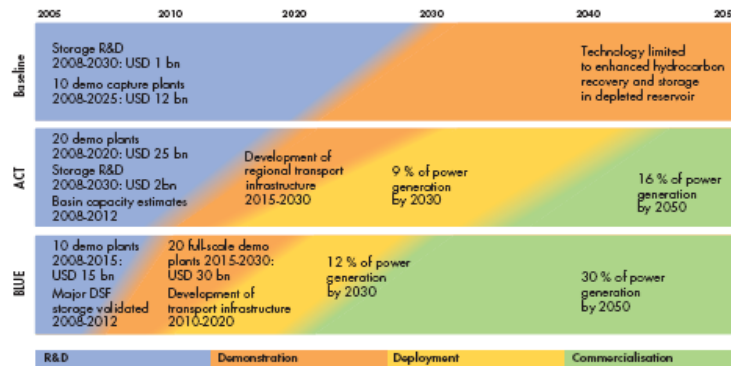 2005 2010 2020 2030 2040 205
Baseline
Storage R&D
2008-2030: USD 1 bn
10 demo capture plants
2008-2025: USD 12 bn
Technology limited
to enhanced hydrocarbon
recovery and storage
in depleted reservoir
ACT
20 demo plants
2008-2020: USD 25 bn
Storage R&D
2008-2030: USD 2bn
Basin capacity estimates
2008-2012
Development of
regional transport
infrastructure
2015-2030
9 % of power
generation
by 2030
16 % of power
generation
by 2050
BLUE
10 demo plants
2008-2015:
USD 15 bn
Major DSF
storage validated
2008-2012
20 full-scale demo
plants 2015-2030:
USD 30 bn
Development of
transport infrastructure
2010-2020
12 % of power
generation
by 2030
30 % of power
generation
by 2050
R&D Demonstration Deployment Commercialisation